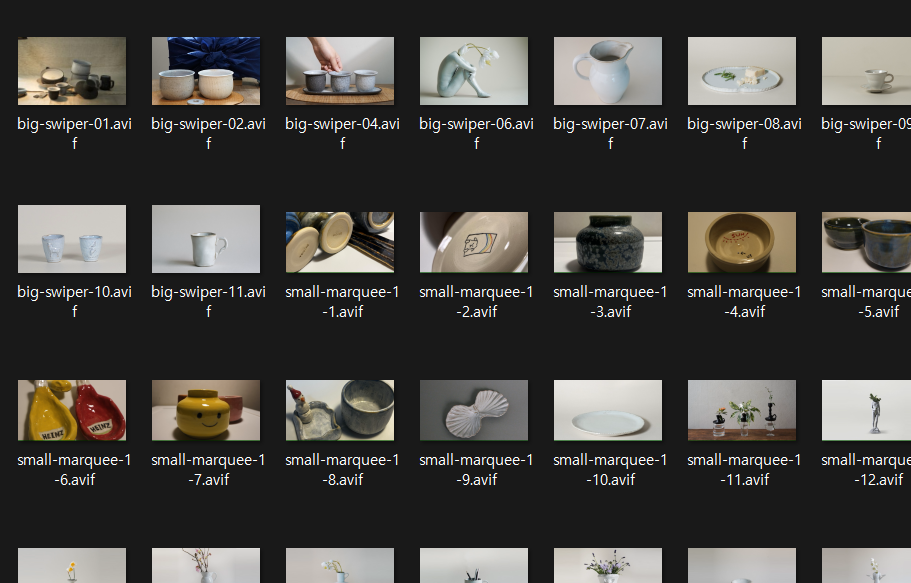 big-swiper-01.avi
f
big-swiper-02.avi
f
big-swiper-04.avi
f
big-swiper-06.avi
f
big-swiper-07.avi
f
big-swiper-08.avi
f
big-swiper-09
f
big-swiper-10.avi
f
big-swiper-11.avi
f
small-marquee-1
-1.avif
small-marquee-1
-2.avif
small-marquee-1
-3.avif
small-marquee-1
-4.avif
small-marque
-5.avif
HEINZ
HEINZ
small-marquee-1
-6.avif
small-marquee-1
-7.avif
small-marquee-1
-8.avif
small-marquee-1
-9.avif
small-marquee-1
-10.avif
small-marquee-1
-11.avif
small-marque
-12.avif